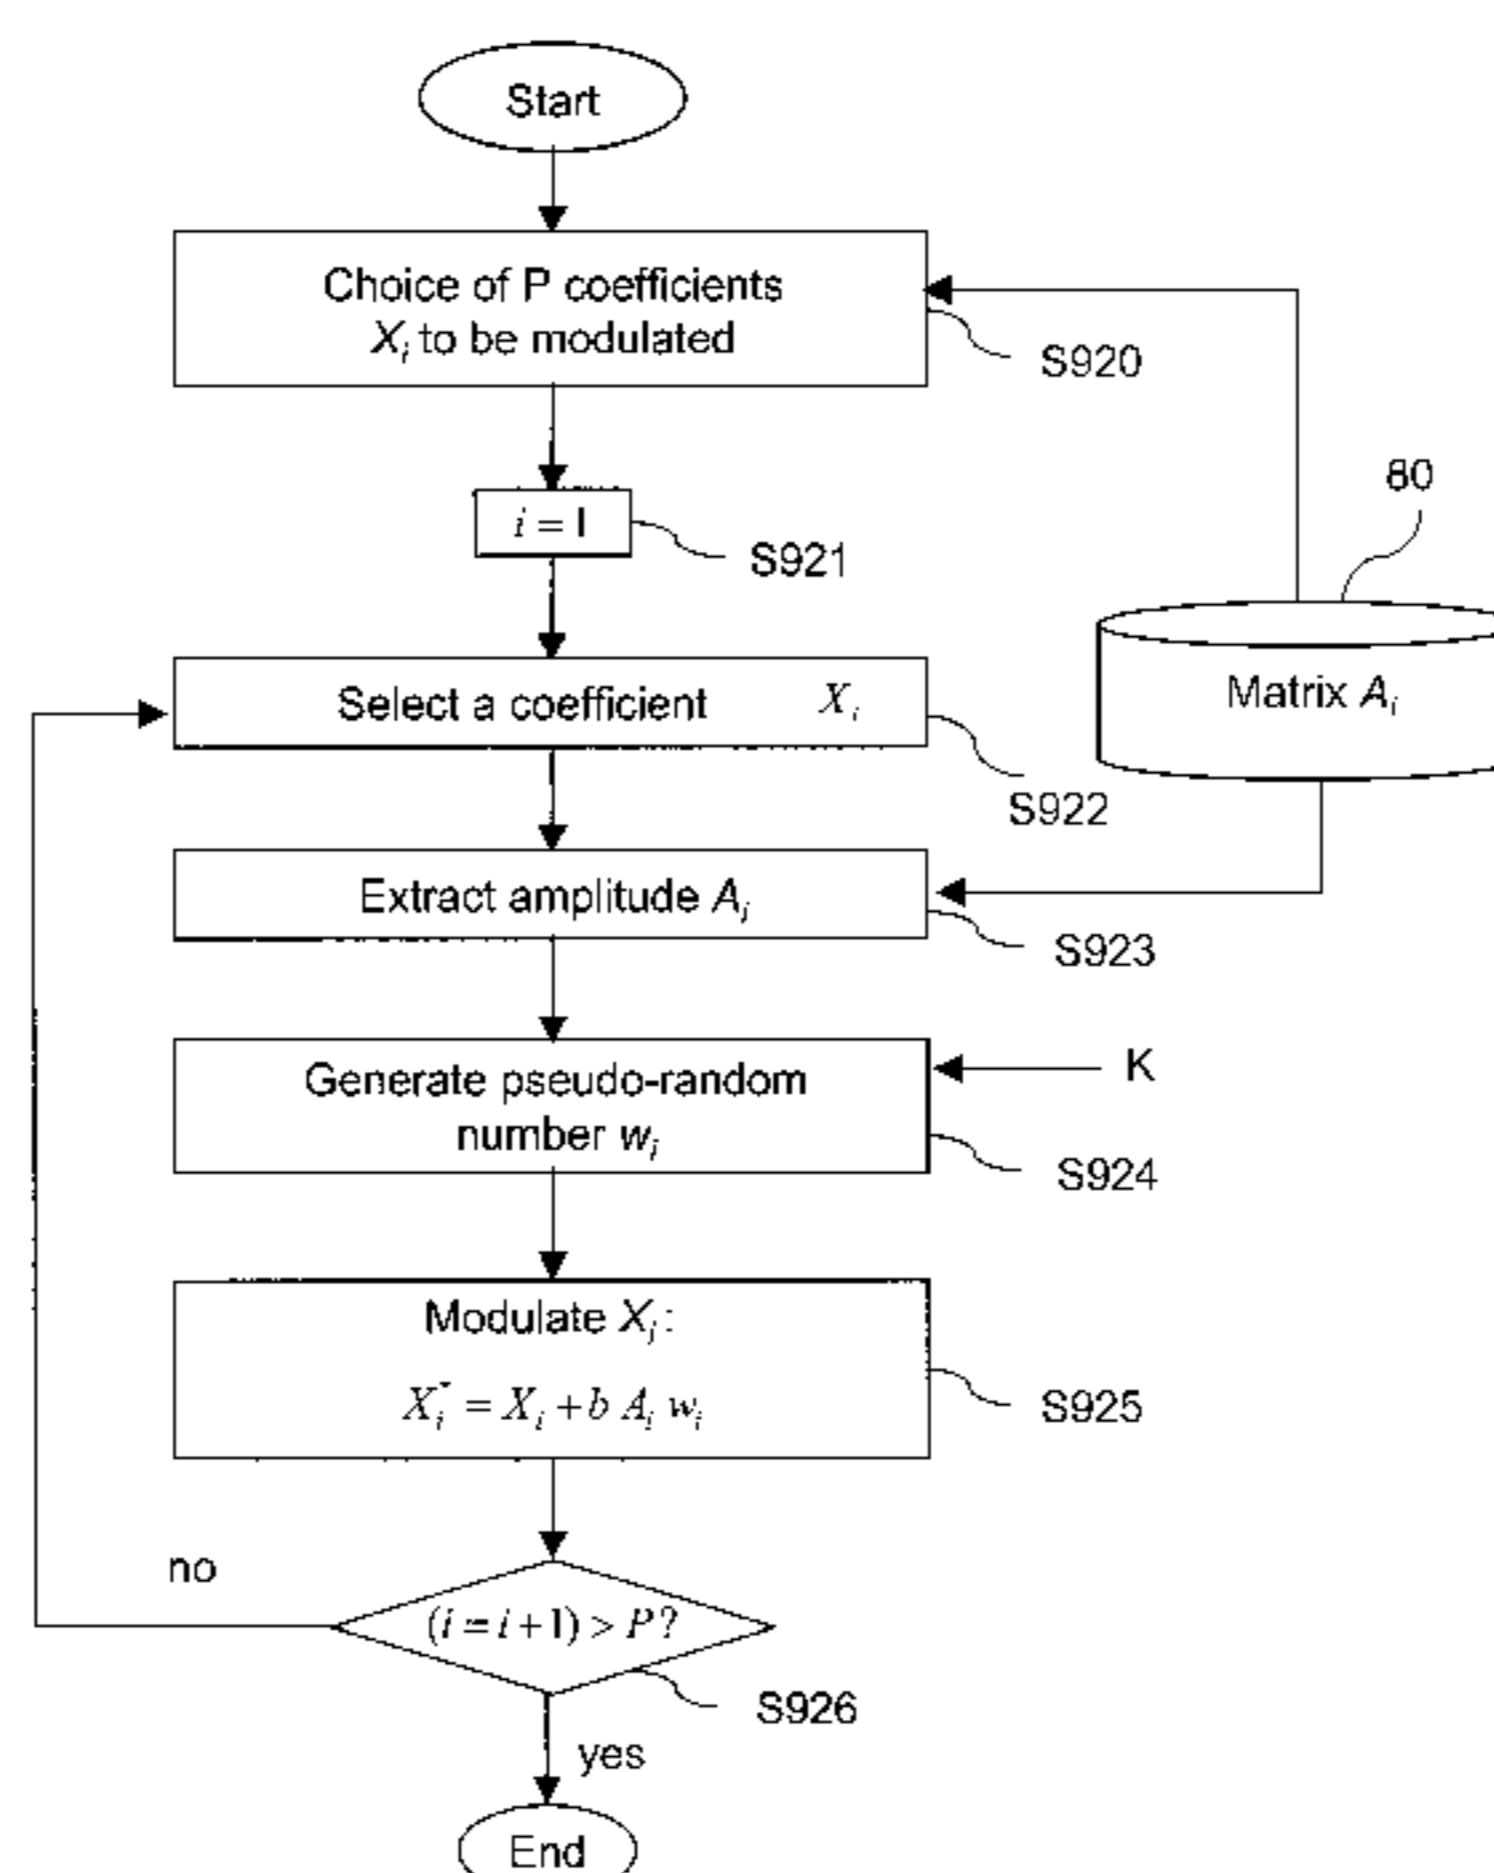 Start
Choice of P coefficients
Xi to be modulated
S920
i = 1
S921
80
Select a coefficient Xi
Matrix Ai
S922
Extract amplitude Ai
S923
Generate pseudo-random
number wi
K
S924
Modulate Xi:
Xi* = Xi + b Ai wi
S925
no
(i = i + 1) > P?
S926
yes
End